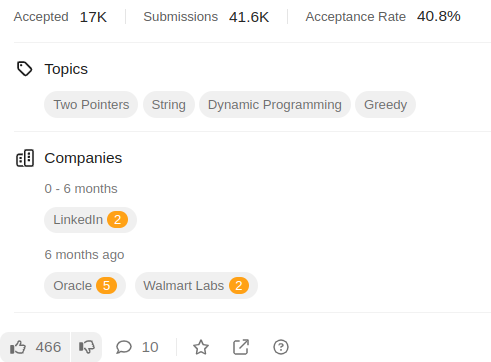 Accepted 17K Submissions 41.6K Acceptance Rate 40.8%
Topics
Two Pointers String Dynamic Programming Greedy
Companies
0 - 6 months
LinkedIn 2
6 months ago
Oracle 5 Walmart Labs 2
466 10